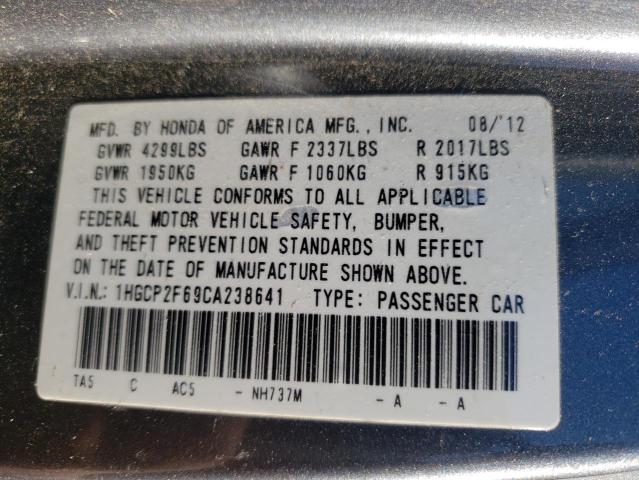 MFD. BY HONDA OF AMERICA MFG., INC. 08/'12
GVWR 4299LBS GAWR F 2337LBS R 2017LBS
GVWR 1950KG GAWR F 1060KG R 915KG
THIS VEHICLE CONFORMS TO ALL APPLICABLE
FEDERAL MOTOR VEHICLE SAFETY, BUMPER,
AND THEFT PREVENTION STANDARDS IN EFFECT
ON THE DATE OF MANUFACTURE SHOWN ABOVE.
V.I.N.: 1HGCP2F69CA238641 TYPE: PASSENGER CAR
TA5 C AC5 - NH737M - A - A